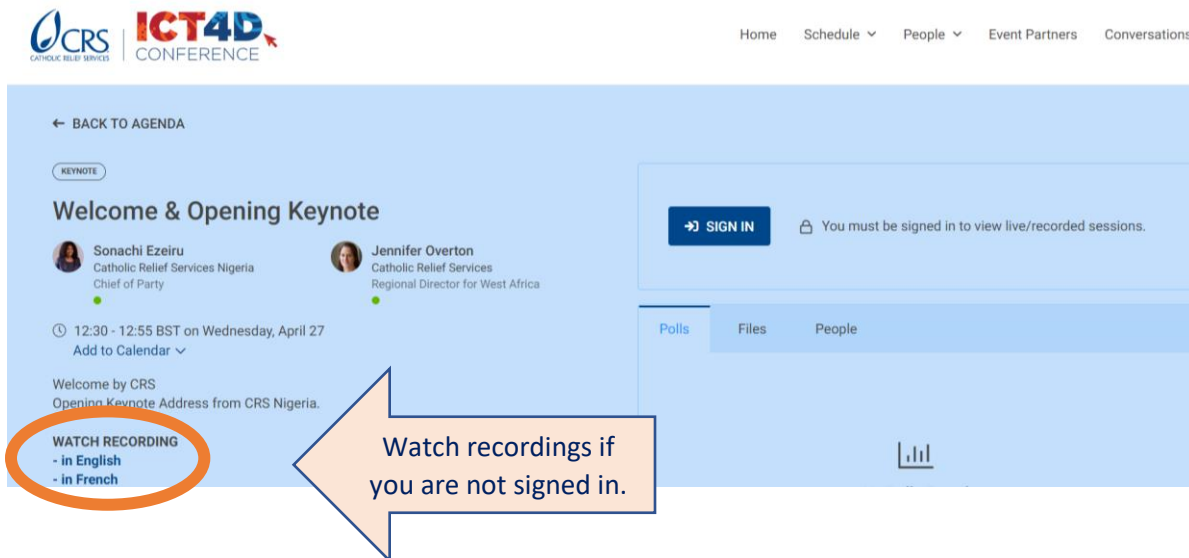 CRS
CATHOLIC RELIEF SERVICES
ICT4D
CONFERENCE
Home Schedule People Event Partners Conversations
← BACK TO AGENDA
KEYNOTE
Welcome & Opening Keynote
Sonachi Ezeiru
Catholic Relief Services Nigeria
Chief of Party
Jennifer Overton
Catholic Relief Services
Regional Director for West Africa
12:30 - 12:55 BST on Wednesday, April 27
Add to Calendar
Welcome by CRS
Opening Keynote Address from CRS Nigeria.
WATCH RECORDING
- in English
- in French
SIGN IN
You must be signed in to view live/recorded sessions.
Polls Files People
Watch recordings if
you are not signed in.